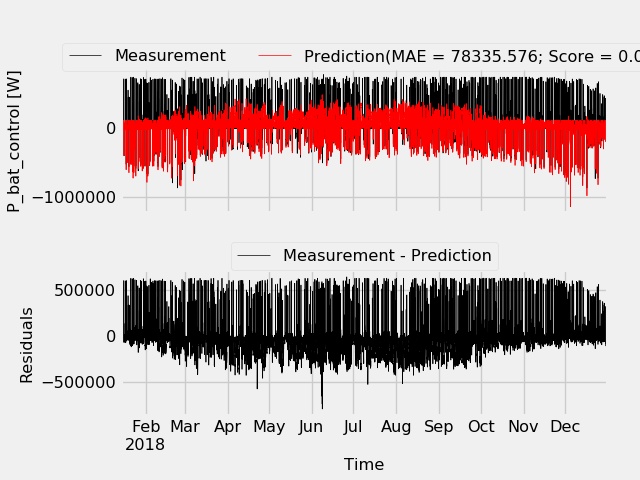 Measurement Prediction(MAE = 78335.576; Score = 0.0
P_bat_control [W]
0
−1000000
Measurement - Prediction
Residuals
500000
0
−500000
Feb Mar Apr May Jun Jul Aug Sep Oct Nov Dec
2018
Time